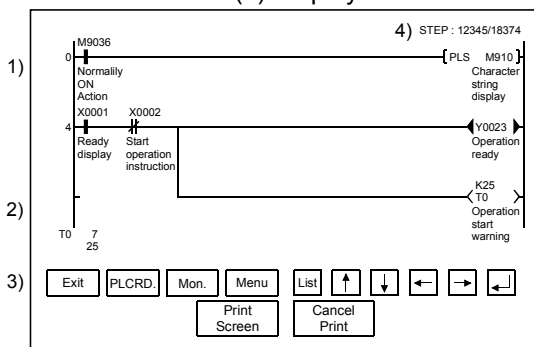 4) STEP : 12345/18374
1)
M9036
0
PLS M910
Normalily
ON
Action
Character
string
display
X0001 X0002
4
Y0023
Ready
display
Start
operation
instruction
Operation
ready
K25
T0
2)
Operation
start
warning
T0 7
25
3) Exit PLCRD. Mon. Menu List ↑ ↓ ← → ↵
Print
Screen
Cancel
Print